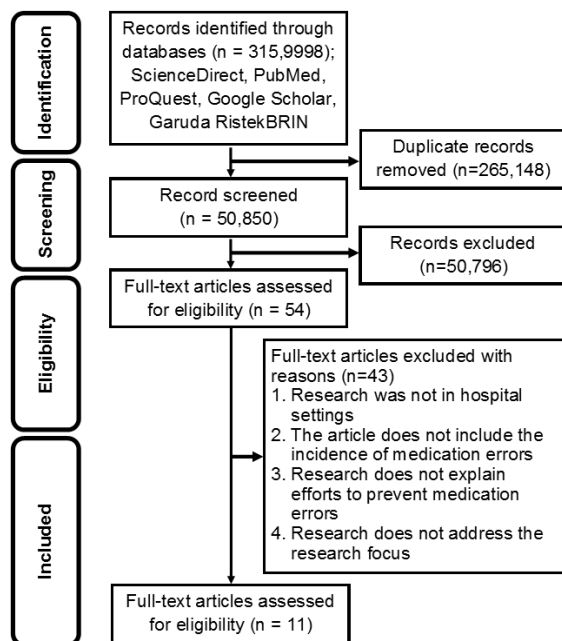 Identification
Records identified through
databases (n = 315,9998);
ScienceDirect, PubMed,
ProQuest, Google Scholar,
Garuda RistekBRIN
Duplicate records
removed (n=265,148)
Screening
Record screened
(n = 50,850)
Records excluded
(n=50,796)
Eligibility
Full-text articles assessed
for eligibility (n = 54)
Full-text articles excluded with
reasons (n=43)
1. Research was not in hospital
settings
2. The article does not include the
incidence of medication errors
3. Research does not explain
efforts to prevent medication
errors
4. Research does not address the
research focus
Included
Full-text articles assessed
for eligibility (n = 11)